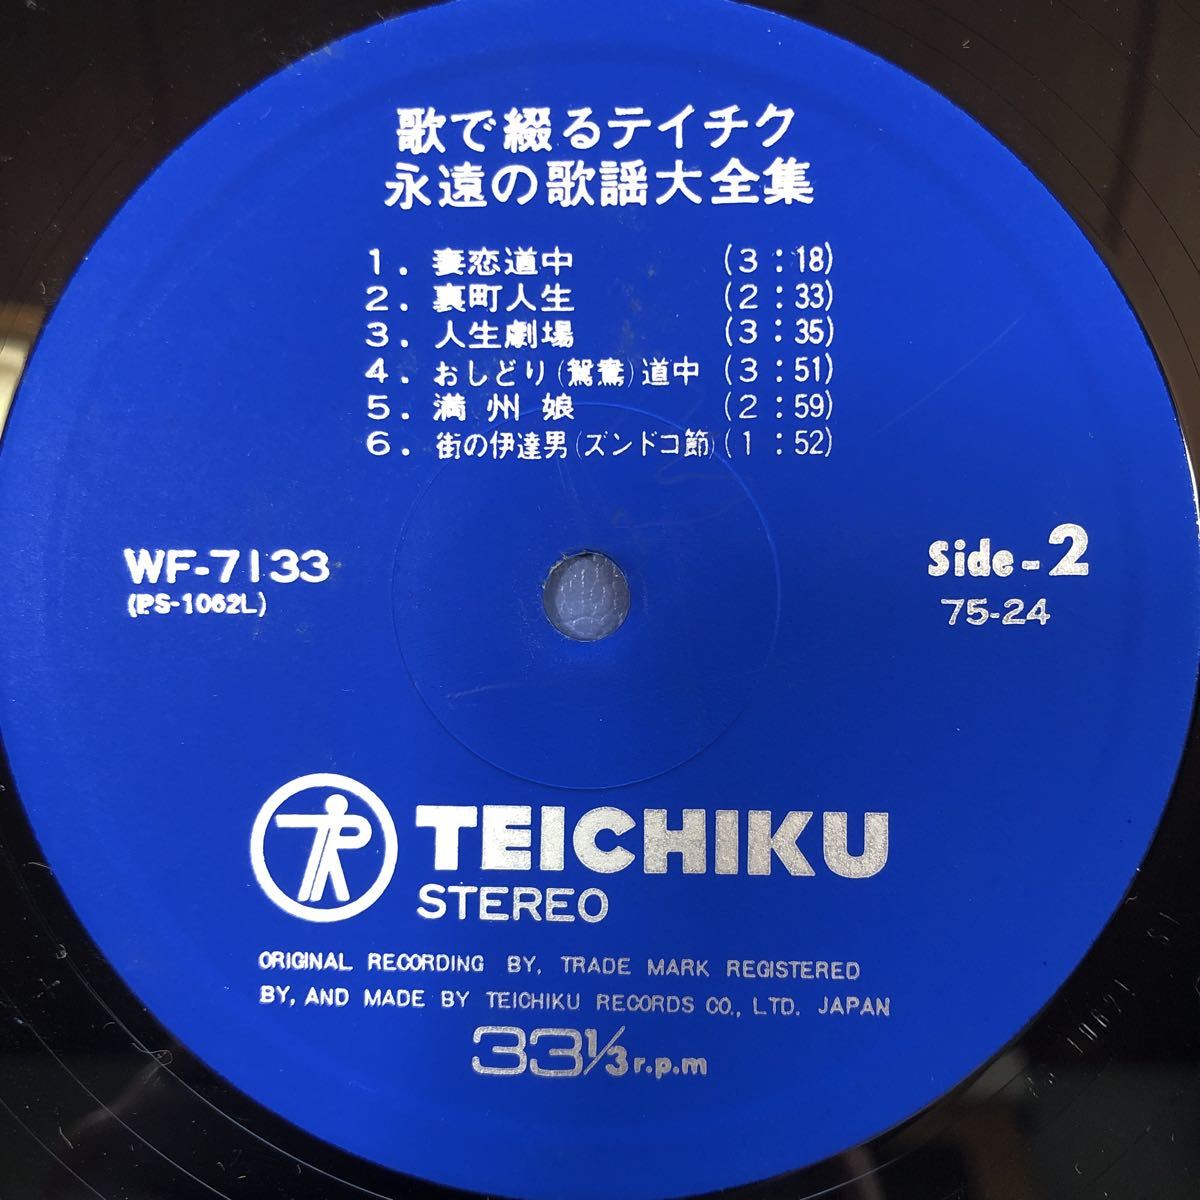 歌で綴るテイチク
永遠の歌謡大全集
1. 妻恋道中 (3:18)
2. 裏町人生 (2:33)
3. 人生劇場 (3:35)
4. おしどり(鴛鴦)道中 (3:51)
5. 満州娘 (2:59)
6. 街の伊達男(ズンドコ節) (1:52)
WF-7133
(PS-1062L)
Side-2
75-24
TEICHIKU
STEREO
ORIGINAL RECORDING BY, TRADE MARK REGISTERED
BY, AND MADE BY TEICHIKU RECORDS CO., LTD. JAPAN
33⅓ r.p.m